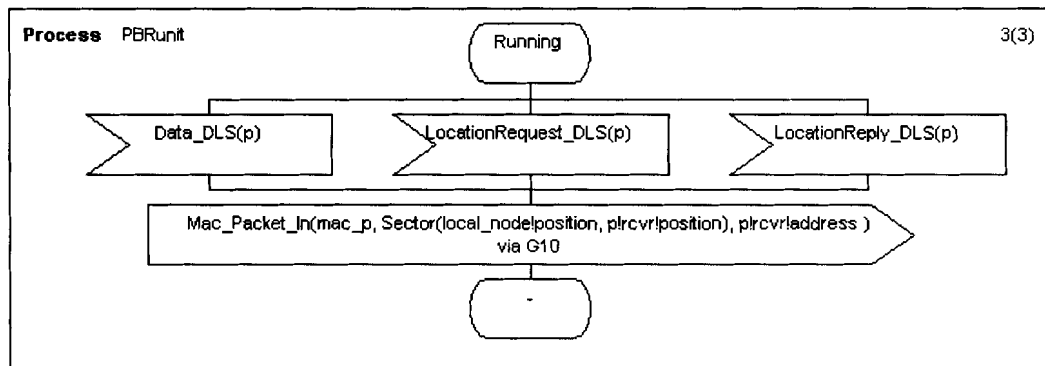 Process PBRunit 3(3)
Running
Data_DLS(p) LocationRequest_DLS(p) LocationReply_DLS(p)
Mac_Packet_In(mac_p, Sector(local_node!position, p!rcvr!position), p!rcvr!address )
via G10
-